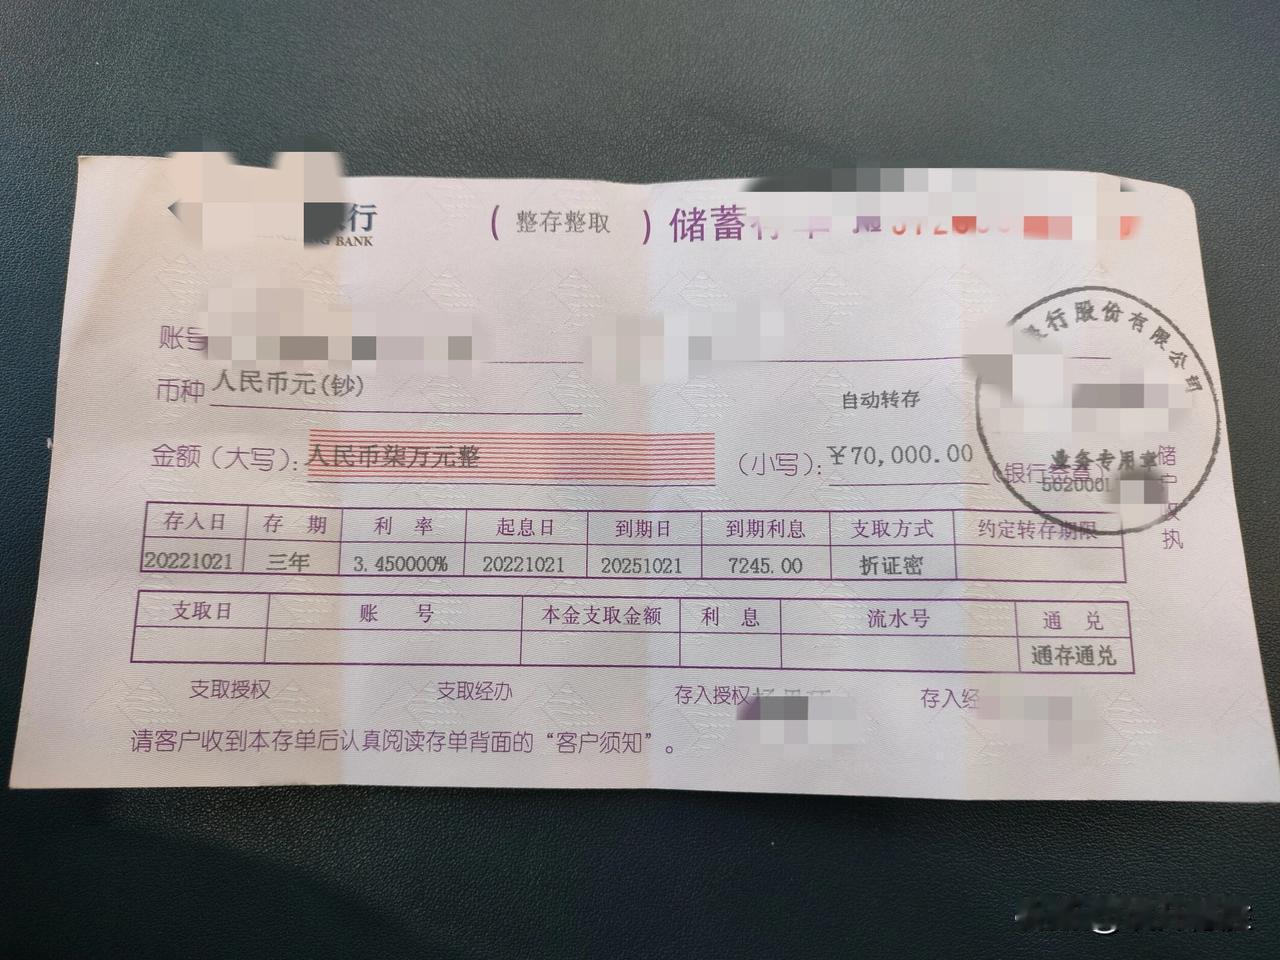 行
BANK
（ 整存整取 ）储蓄存单
账号
币种 人民币元(钞)
自动转存
金额（大写）： 人民币柒万元整 （小写）： ¥70,000.00 （银行签章）
银行股份有限公司
业务专用章
储户收执
存入日 存 期 利 率 起息日 到期日 到期利息 支取方式 约定转存期限
20221021 三年 3.450000% 20221021 20251021 7245.00 折证密
支取日 账 号 本金支取金额 利 息 流水号 通 兑
通存通兑
支取授权 支取经办 存入授权 存入经
请客户收到本存单后认真阅读存单背面的“客户须知”。